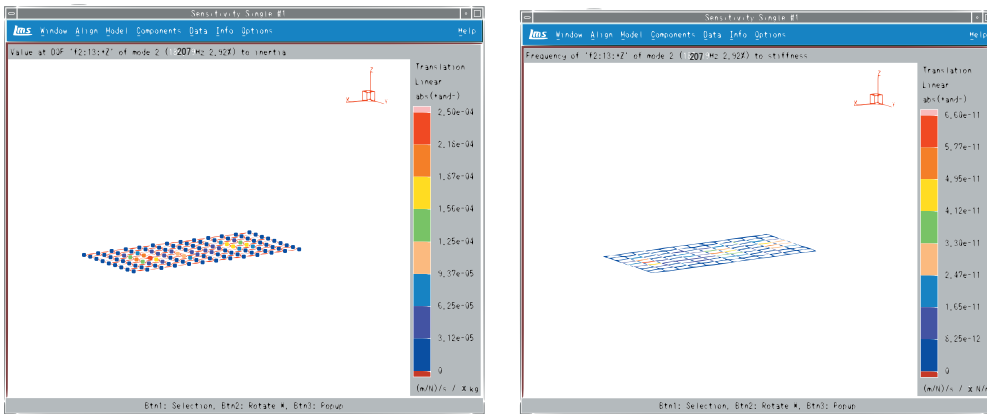 Sensitivity Single #1
lms Window Align Model Components Data Info Options Help
Value at DOF 'f2:13:+Z' of mode 2 ( 207 Hz 2,92%) to inertia
Translation
Linear
abs(+and-)
2,50e-04
2,18e-04
1,87e-04
1,56e-04
1,25e-04
9,37e-05
6,25e-05
3,12e-05
0
(m/N)/s / X kg
Z
X
Btn1: Selection, Btn2: Rotate W, Btn3: Popup
Sensitivity Single #1
lms Window Align Model Components Data Info Options Help
Frequency of 'f2:13:+Z' of mode 2 ( 207 Hz 2,92%) to stiffness
Translation
Linear
abs(+and-)
6,60e-11
5,77e-11
4,95e-11
4,12e-11
3,30e-11
2,47e-11
1,65e-11
8,25e-12
0
(m/N)/s / X N/m
Z
X
Btn1: Selection, Btn2: Rotate W, Btn3: Popup